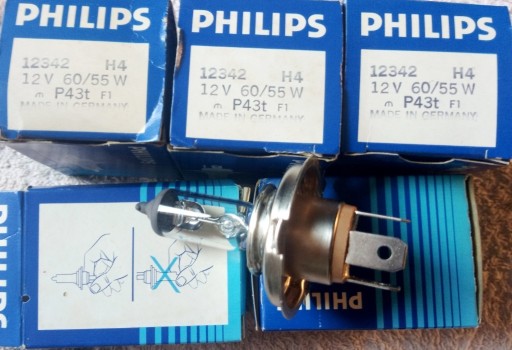 PHILIPS
12342 H4
12V 60/55 W
P43t F1
MADE IN GERMANY
PHILIPS
12342 H4
12V 60/55 W
P43t F1
MADE IN GERMANY
PHILIPS
12342 H4
12V 60/55 W
P43t F1
MADE IN GERMANY
PHILIPS
PHILIPS